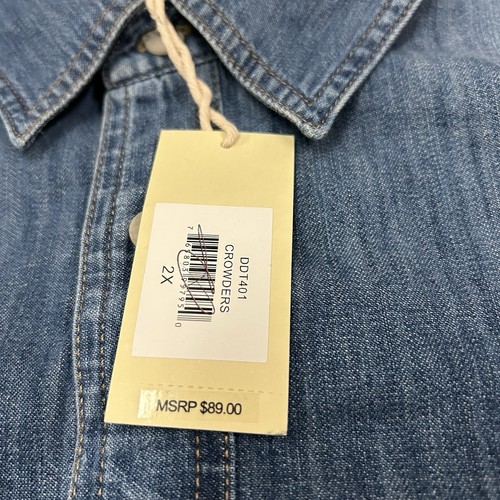 DDT401
CROWDERS
2X
MSRP $89.00